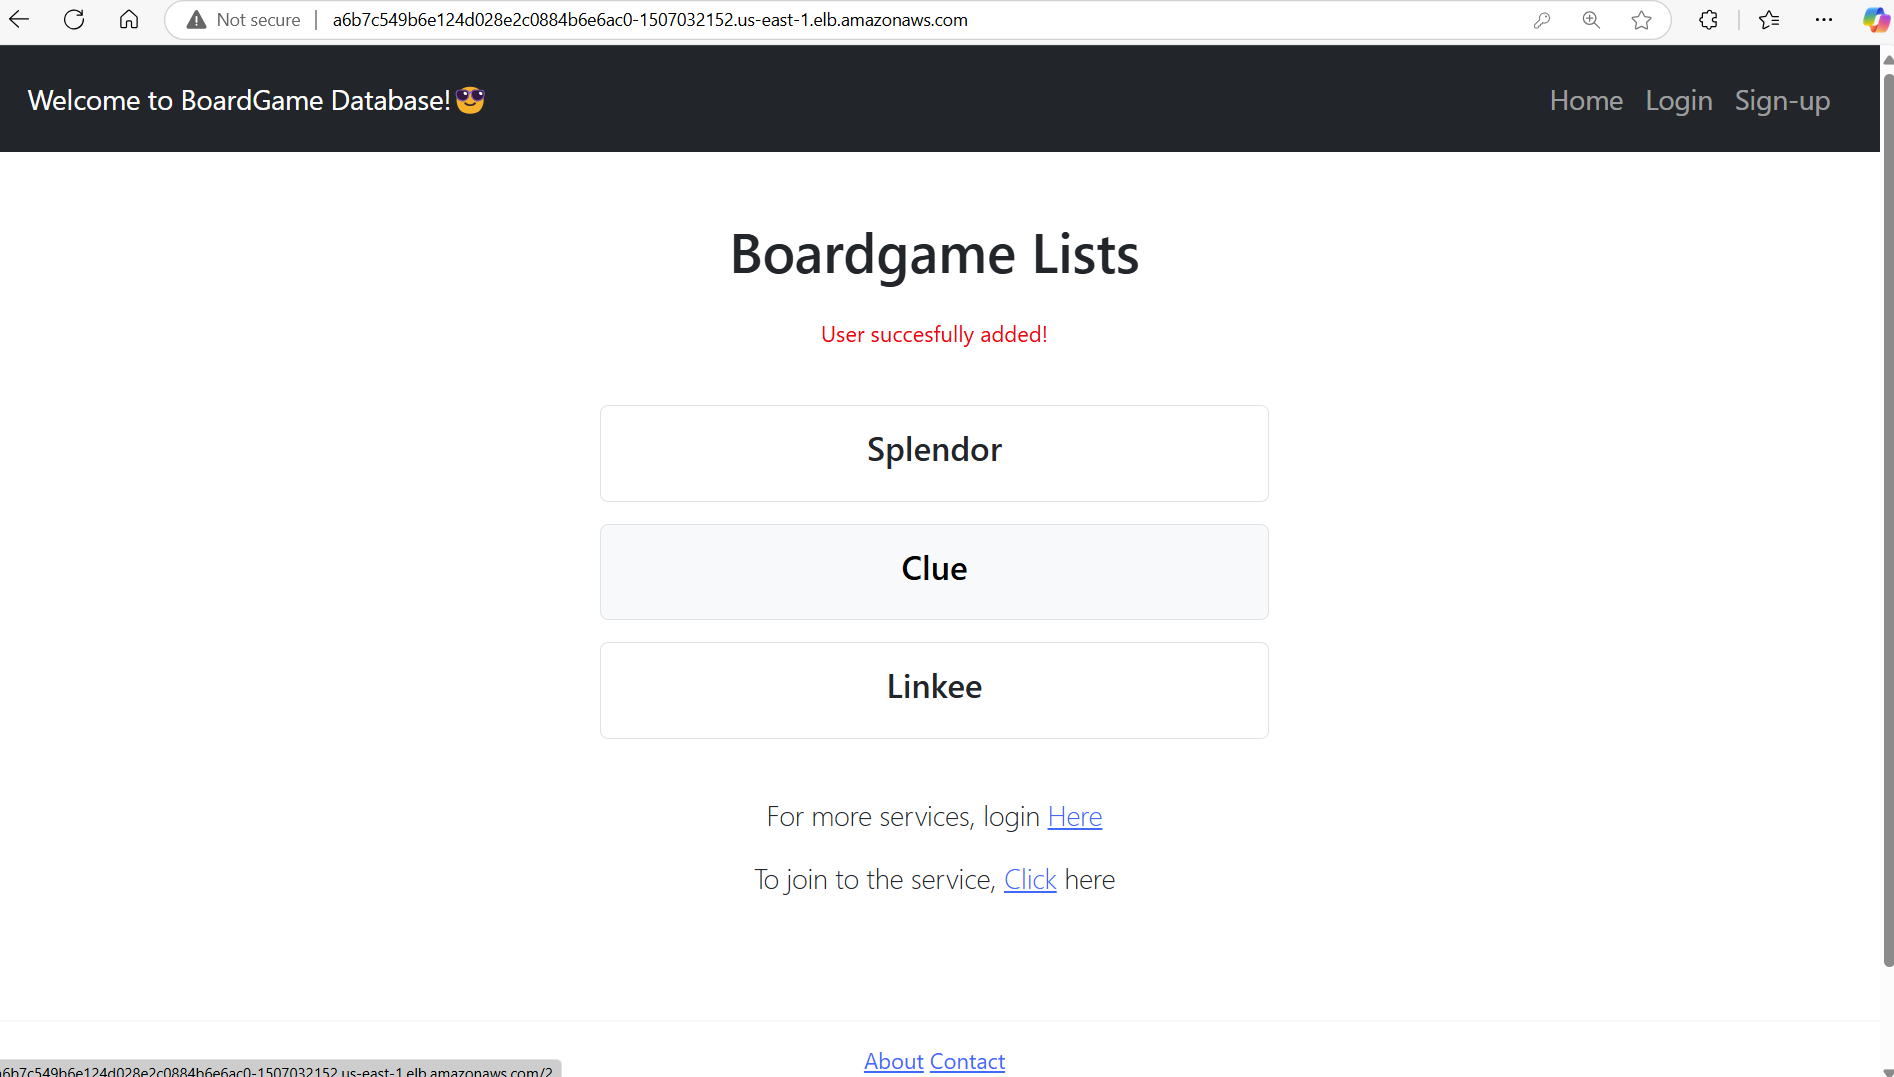 Not secure | a6b7c549b6e124d028e2c0884b6e6ac0-1507032152.us-east-1.elb.amazonaws.com
Welcome to BoardGame Database!😎 Home Login Sign-up
Boardgame Lists
User succesfully added!
Splendor
Clue
Linkee
For more services, login Here
To join to the service, Click here
About Contact
a6b7c549b6e124d028e2c0884b6e6ac0-1507032152.us-east-1.elb.amazonaws.com/2